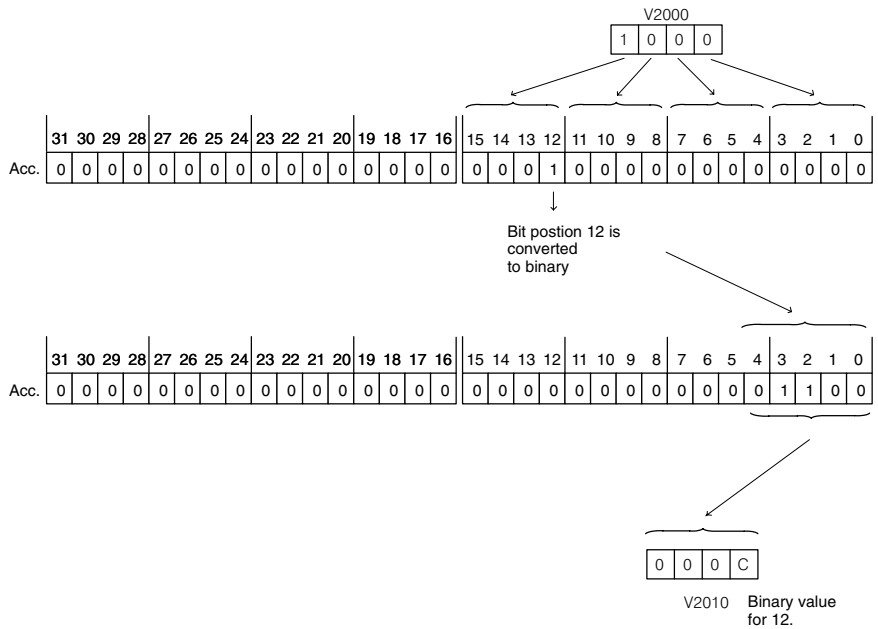 V2000
1 0 0 0
31 30 29 28 27 26 25 24 23 22 21 20 19 18 17 16 15 14 13 12 11 10 9 8 7 6 5 4 3 2 1 0
Acc. 0 0 0 0 0 0 0 0 0 0 0 0 0 0 0 0 0 0 0 1 0 0 0 0 0 0 0 0 0 0 0 0
Bit postion 12 is
converted
to binary
31 30 29 28 27 26 25 24 23 22 21 20 19 18 17 16 15 14 13 12 11 10 9 8 7 6 5 4 3 2 1 0
Acc. 0 0 0 0 0 0 0 0 0 0 0 0 0 0 0 0 0 0 0 0 0 0 0 0 0 0 0 0 1 1 0 0
0 0 0 C
V2010 Binary value
for 12.